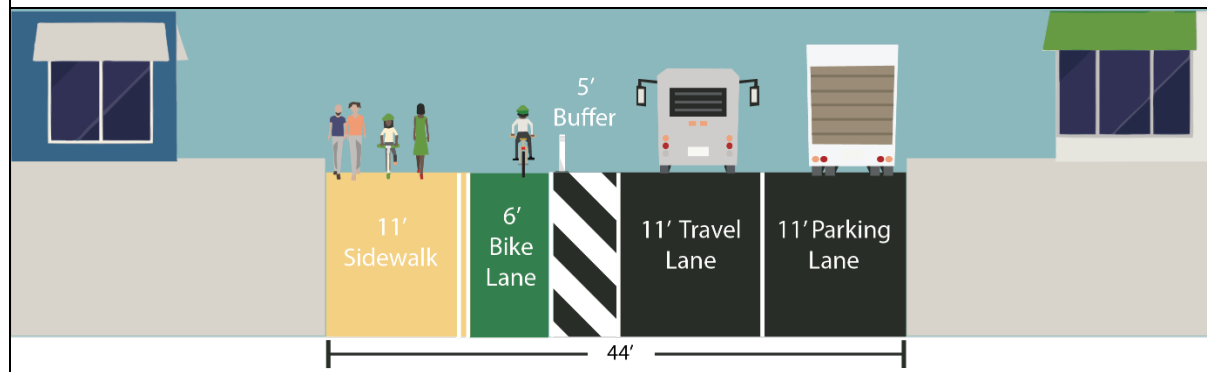 11’
Sidewalk
6’
Bike
Lane
5’
Buffer
11’ Travel
Lane
11’ Parking
Lane
44’